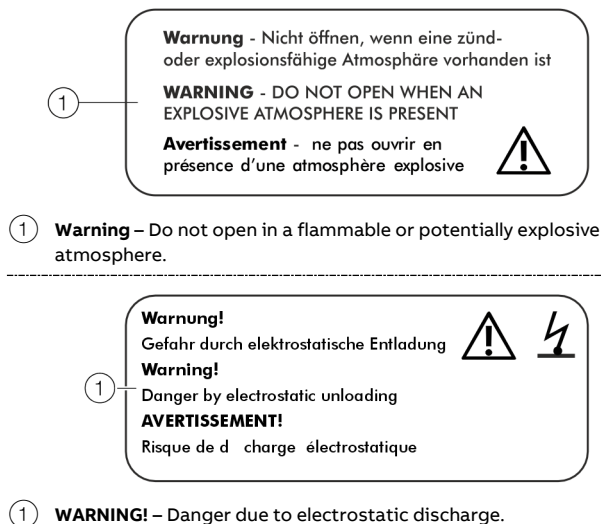 Warnung - Nicht öffnen, wenn eine zünd-
oder explosionsfähige Atmosphäre vorhanden ist
WARNING - DO NOT OPEN WHEN AN
EXPLOSIVE ATMOSPHERE IS PRESENT
Avertissement - ne pas ouvrir en
présence d'une atmosphère explosive
1
1 Warning – Do not open in a flammable or potentially explosive
atmosphere.
Warnung!
Gefahr durch elektrostatische Entladung
Warning!
1
Danger by electrostatic unloading
AVERTISSEMENT!
Risque de d charge électrostatique
1 WARNING! – Danger due to electrostatic discharge.